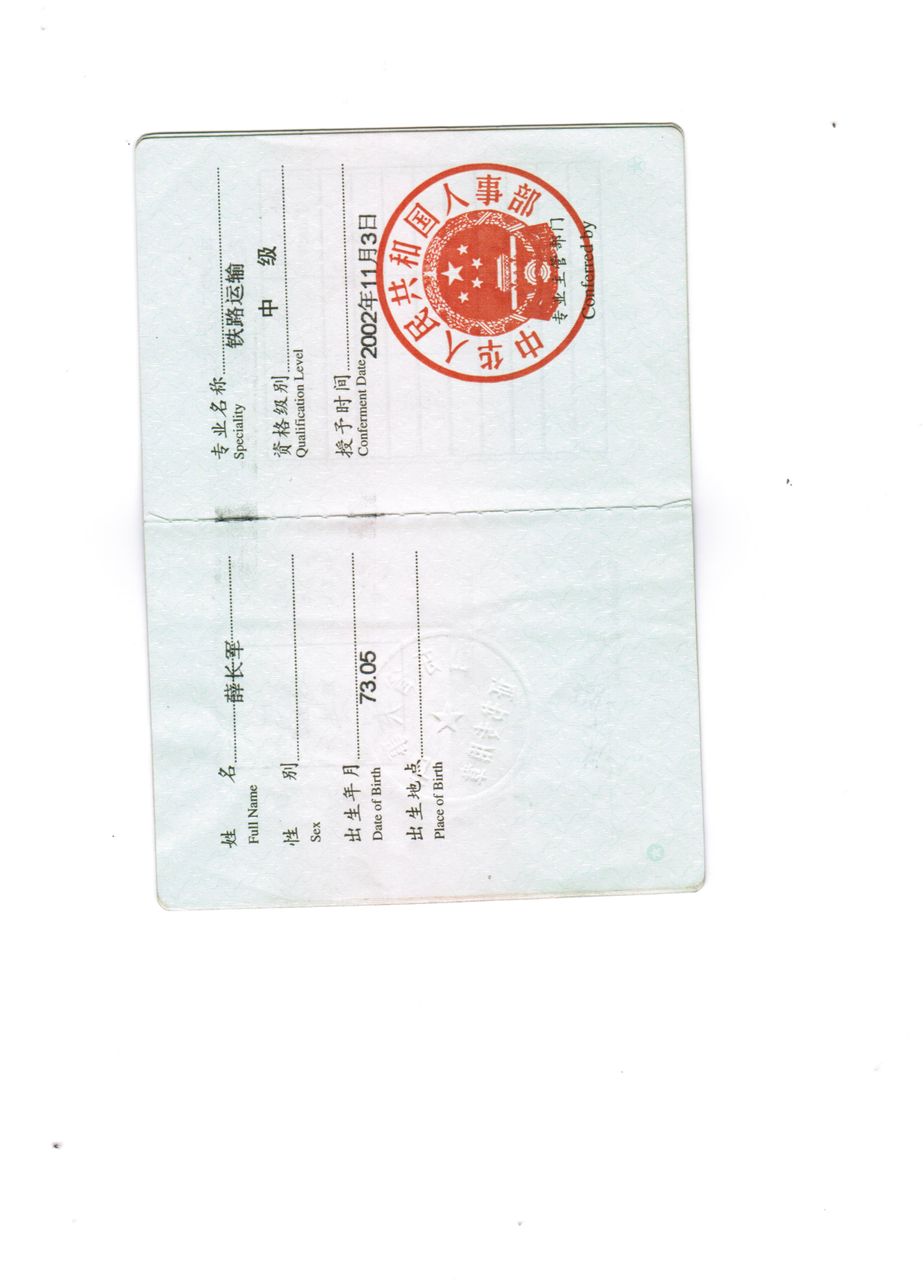 姓 名 薛长军
Full Name
性 别
Sex
出生年月 73.05
Date of Birth
出生地点
Place of Birth
专业名称 铁路运输
Speciality
资格级别 中 级
Qualification Level
授予时间 2002年11月3日
Conferment Date
中华人民共和国人事部
专业主管部门
Conferred by